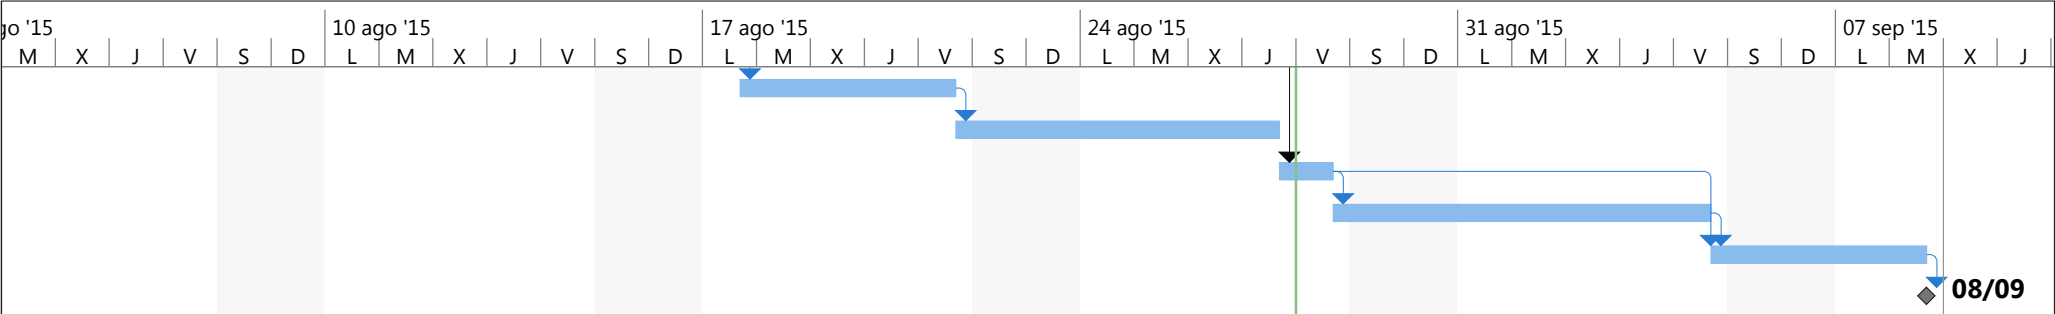 go '15 10 ago '15 17 ago '15 24 ago '15 31 ago '15 07 sep '15
M X J V S D L M X J V S D L M X J V S D L M X J V S D L M X J V S D L M X J
08/09